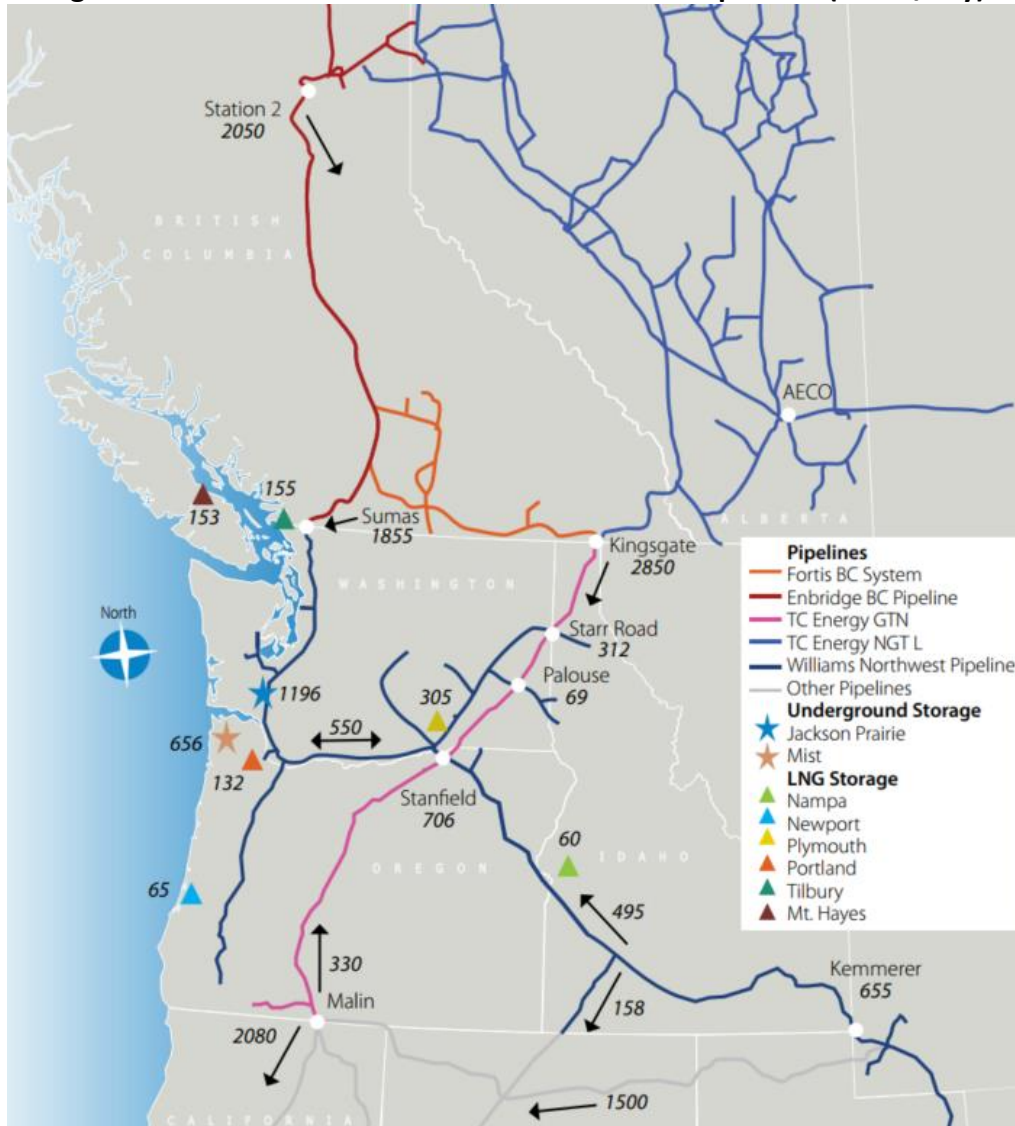 Station 2
2050
BRITISH
COLUMBIA
AECO
155
153
Sumas
1855
ALBERTA
Kingsgate
2850
WASHINGTON
North
Starr Road
312
Palouse
69
1196
305
550
656
132
Stanfield
706
OREGON
60
IDAHO
65
495
330
Malin
158
Kemmerer
655
2080
1500
CALIFORNIA
Pipelines
Fortis BC System
Enbridge BC Pipeline
TC Energy GTN
TC Energy NGT L
Williams Northwest Pipeline
Other Pipelines
Underground Storage
Jackson Prairie
Mist
LNG Storage
Nampa
Newport
Plymouth
Portland
Tilbury
Mt. Hayes